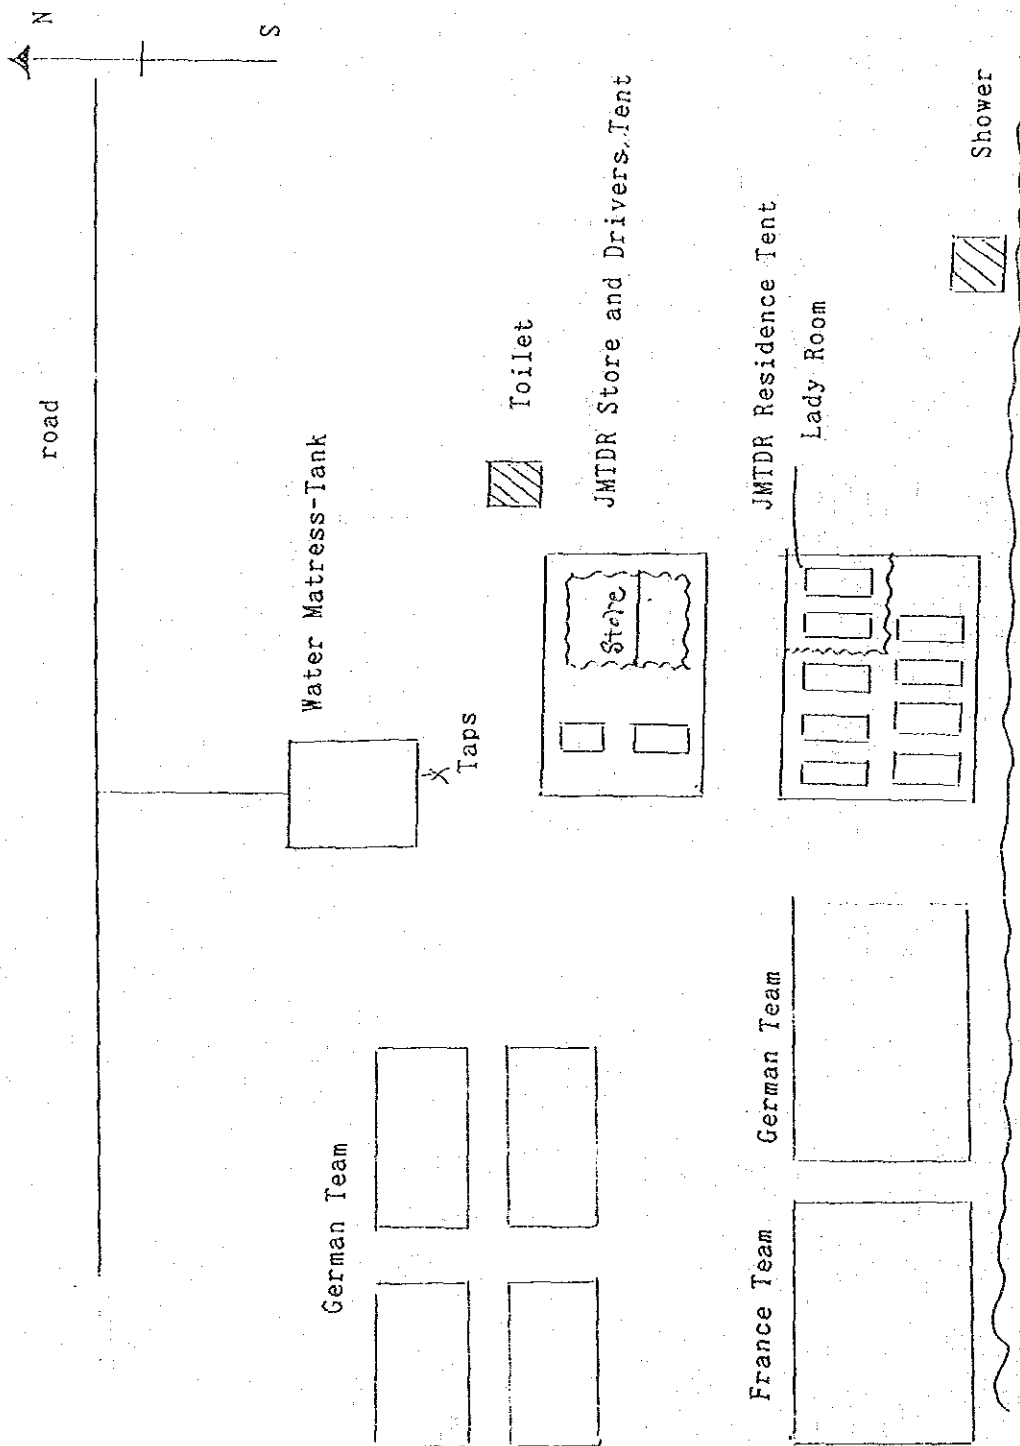 N
S
road
Water Matress-Tank
Taps
Toilet
JMTDR Store and Drivers,Tent
Store
JMTDR Residence Tent
Lady Room
Shower
German Team
German Team
France Team